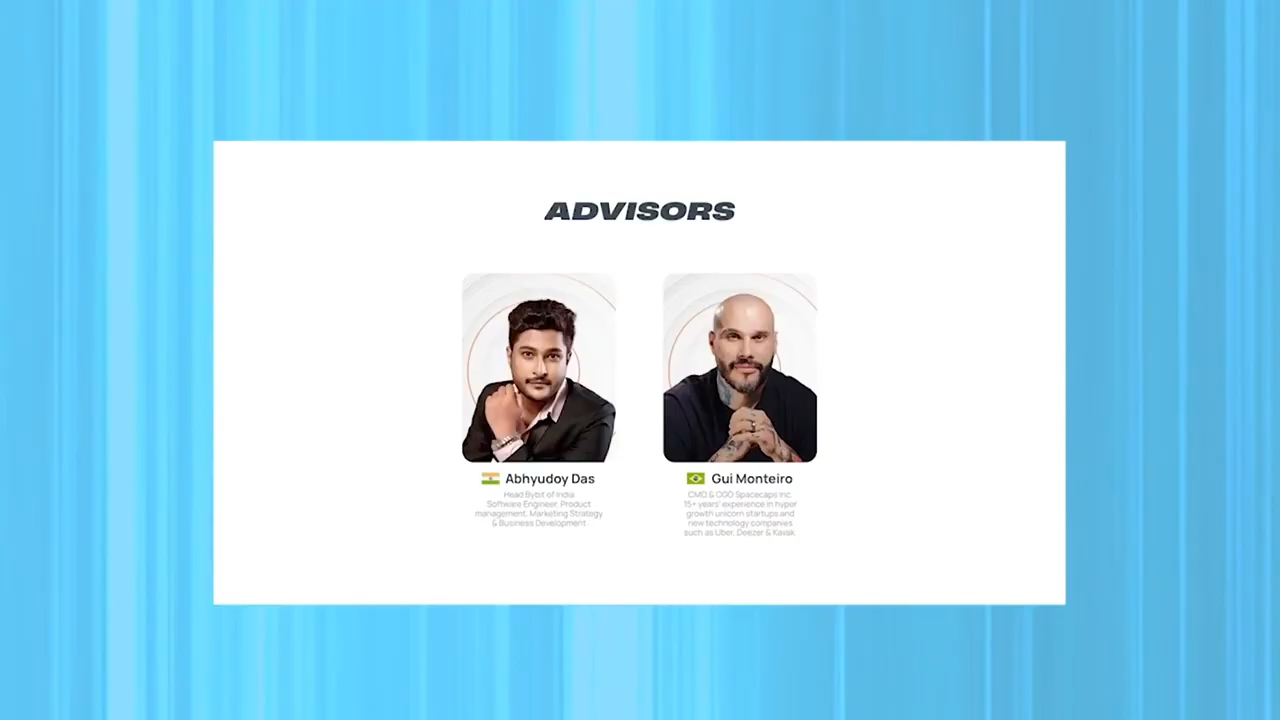 ADVISORS
Abhyudoy Das
Head Bybit of India
Software Engineer, Product
management, Marketing Strategy
& Business Development
Gui Monteiro
CMO & CGO Spacecaps Inc.
15+ years' experience in hyper
growth unicorn startups and
new technology companies
such as Uber, Deezer & Kavak.